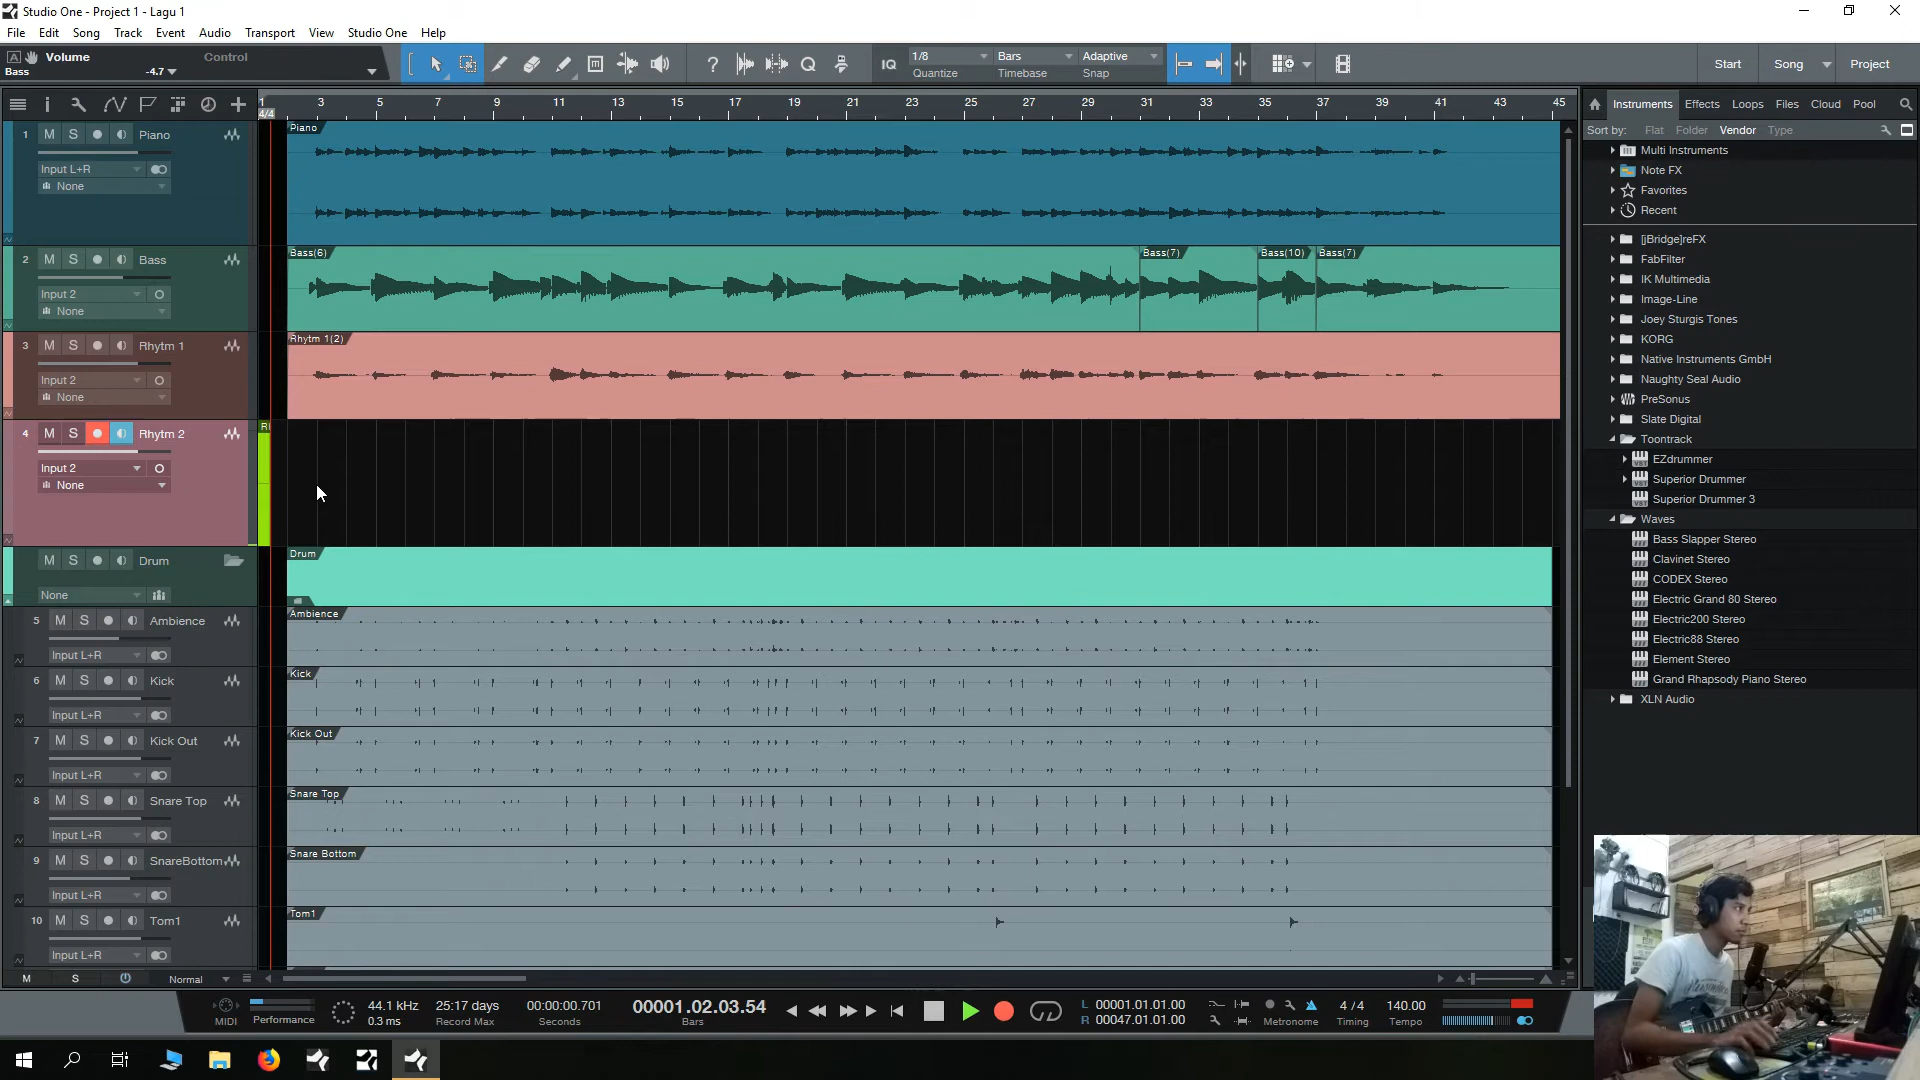 Studio One - Project 1 - Lagu 1
File Edit Song Track Event Audio Transport View Studio One Help
A Volume Control
Bass -4.7
IQ 1/8 Bars Adaptive
Quantize Timebase Snap
Start Song Project
1 3 5 7 9 11 13 15 17 19 21 23 25 27 29 31 33 35 37 39 41 43 45
4/4
1 M S Piano
Input L+R
None
Piano
2 M S Bass
Input 2
None
Bass(6) Bass(7) Bass(10) Bass(7)
3 M S Rhytm 1
Input 2
None
Rhytm 1(2)
4 M S Rhytm 2
Input 2
None
M S Drum
None
Drum
5 M S Ambience
Input L+R
Ambience
6 M S Kick
Input L+R
Kick
7 M S Kick Out
Input L+R
Kick Out
8 M S Snare Top
Input L+R
Snare Top
9 M S SnareBottom
Input L+R
Snare Bottom
10 M S Tom1
Input L+R
Tom1
M S Normal
Instruments Effects Loops Files Cloud Pool
Sort by: Flat Folder Vendor Type
Multi Instruments
Note FX
Favorites
Recent
[jBridge]reFX
FabFilter
IK Multimedia
Image-Line
Joey Sturgis Tones
KORG
Native Instruments GmbH
Naughty Seal Audio
PreSonus
Slate Digital
Toontrack
EZdrummer
Superior Drummer
Superior Drummer 3
Waves
Bass Slapper Stereo
Clavinet Stereo
CODEX Stereo
Electric Grand 80 Stereo
Electric200 Stereo
Electric88 Stereo
Element Stereo
Grand Rhapsody Piano Stereo
XLN Audio
MIDI Performance
44.1 kHz
0.3 ms
25:17 days
Record Max
00:00:00.701
Seconds
00001.02.03.54
Bars
L 00001.01.01.00
R 00047.01.01.00
Metronome
4 / 4
Timing
140.00
Tempo